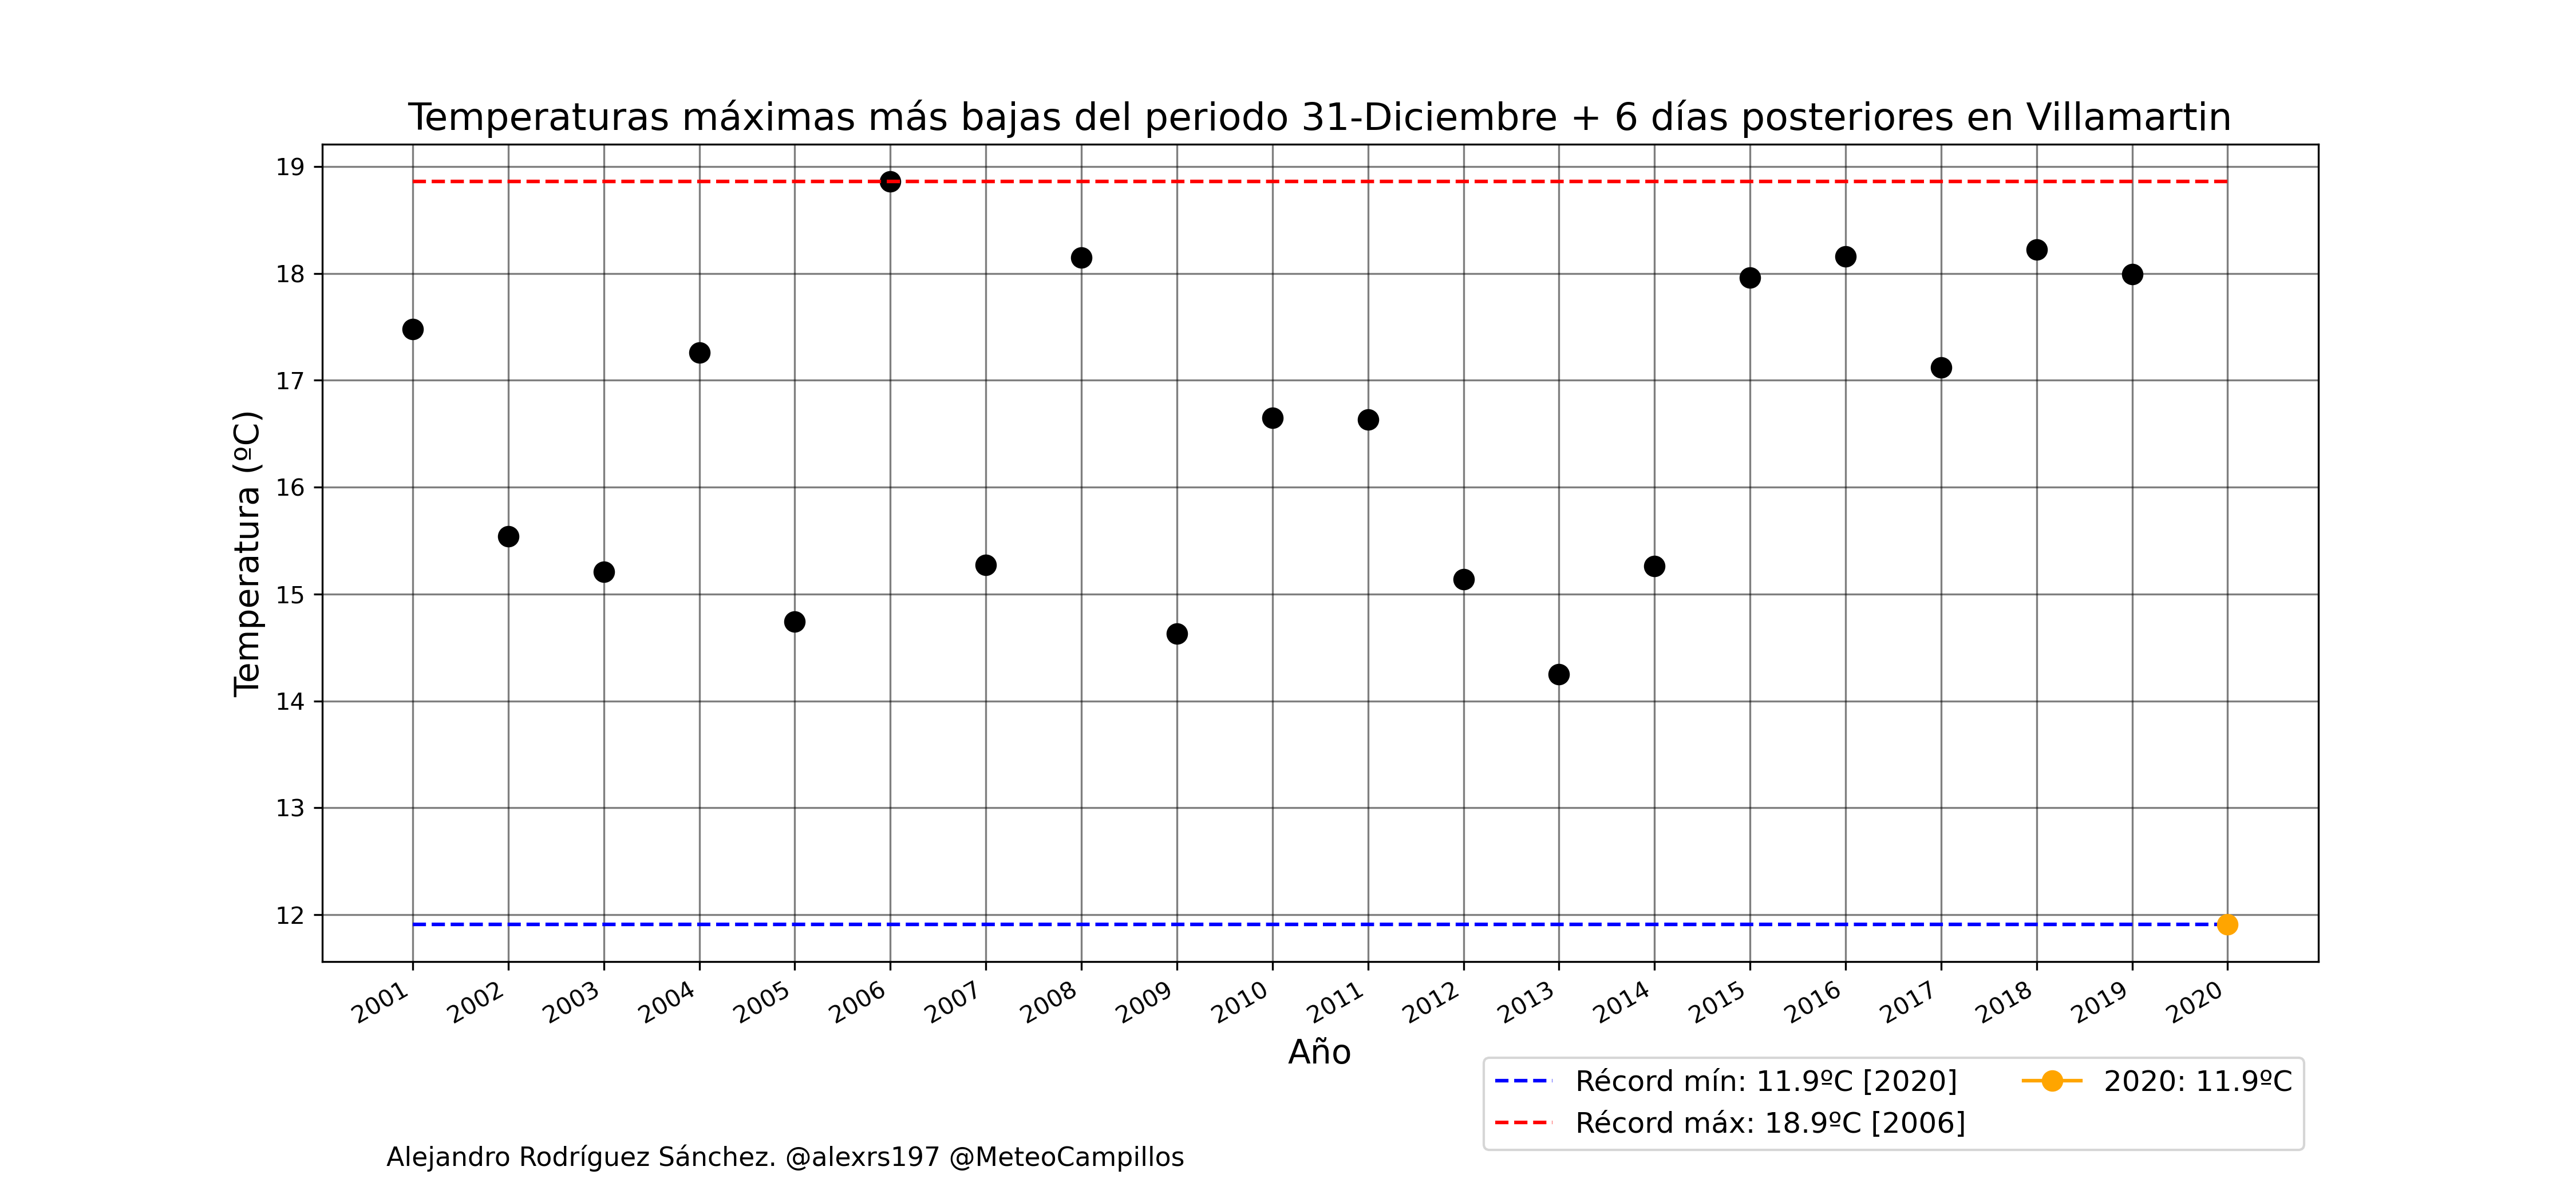 Temperaturas máximas más bajas del periodo 31-Diciembre + 6 días posteriores en Villamartin
Temperatura (ºC)
19
18
17
16
15
14
13
12
2001 2002 2003 2004 2005 2006 2007 2008 2009 2010 2011 2012 2013 2014 2015 2016 2017 2018 2019 2020
Año
Récord mín: 11.9ºC [2020]
Récord máx: 18.9ºC [2006]
2020: 11.9ºC
Alejandro Rodríguez Sánchez. @alexrs197 @MeteoCampillos